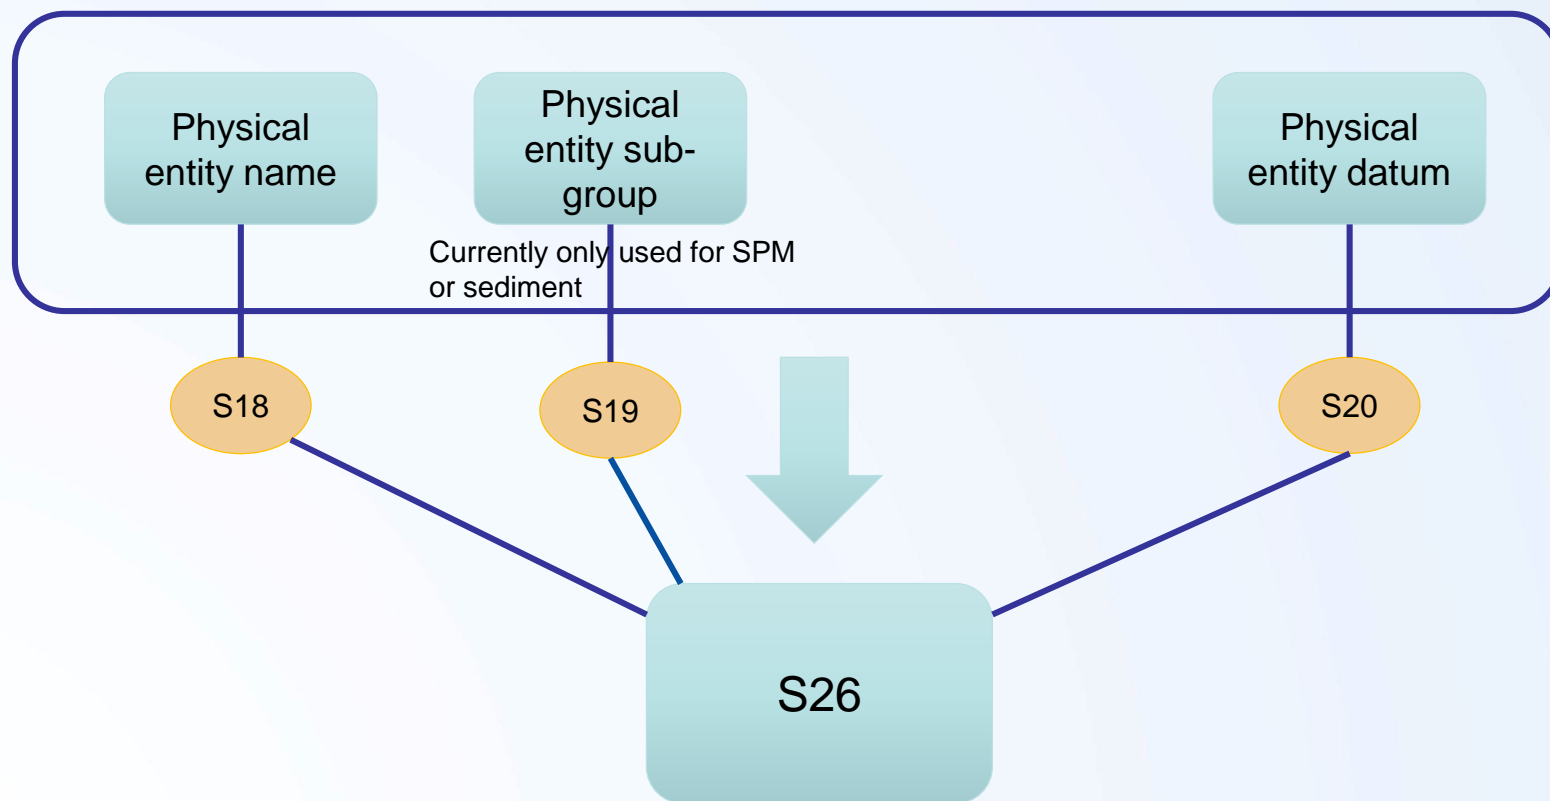 Physical
entity name
Physical
entity sub-
group
Physical
entity datum
Currently only used for SPM
or sediment
S18
S19
S20
S26